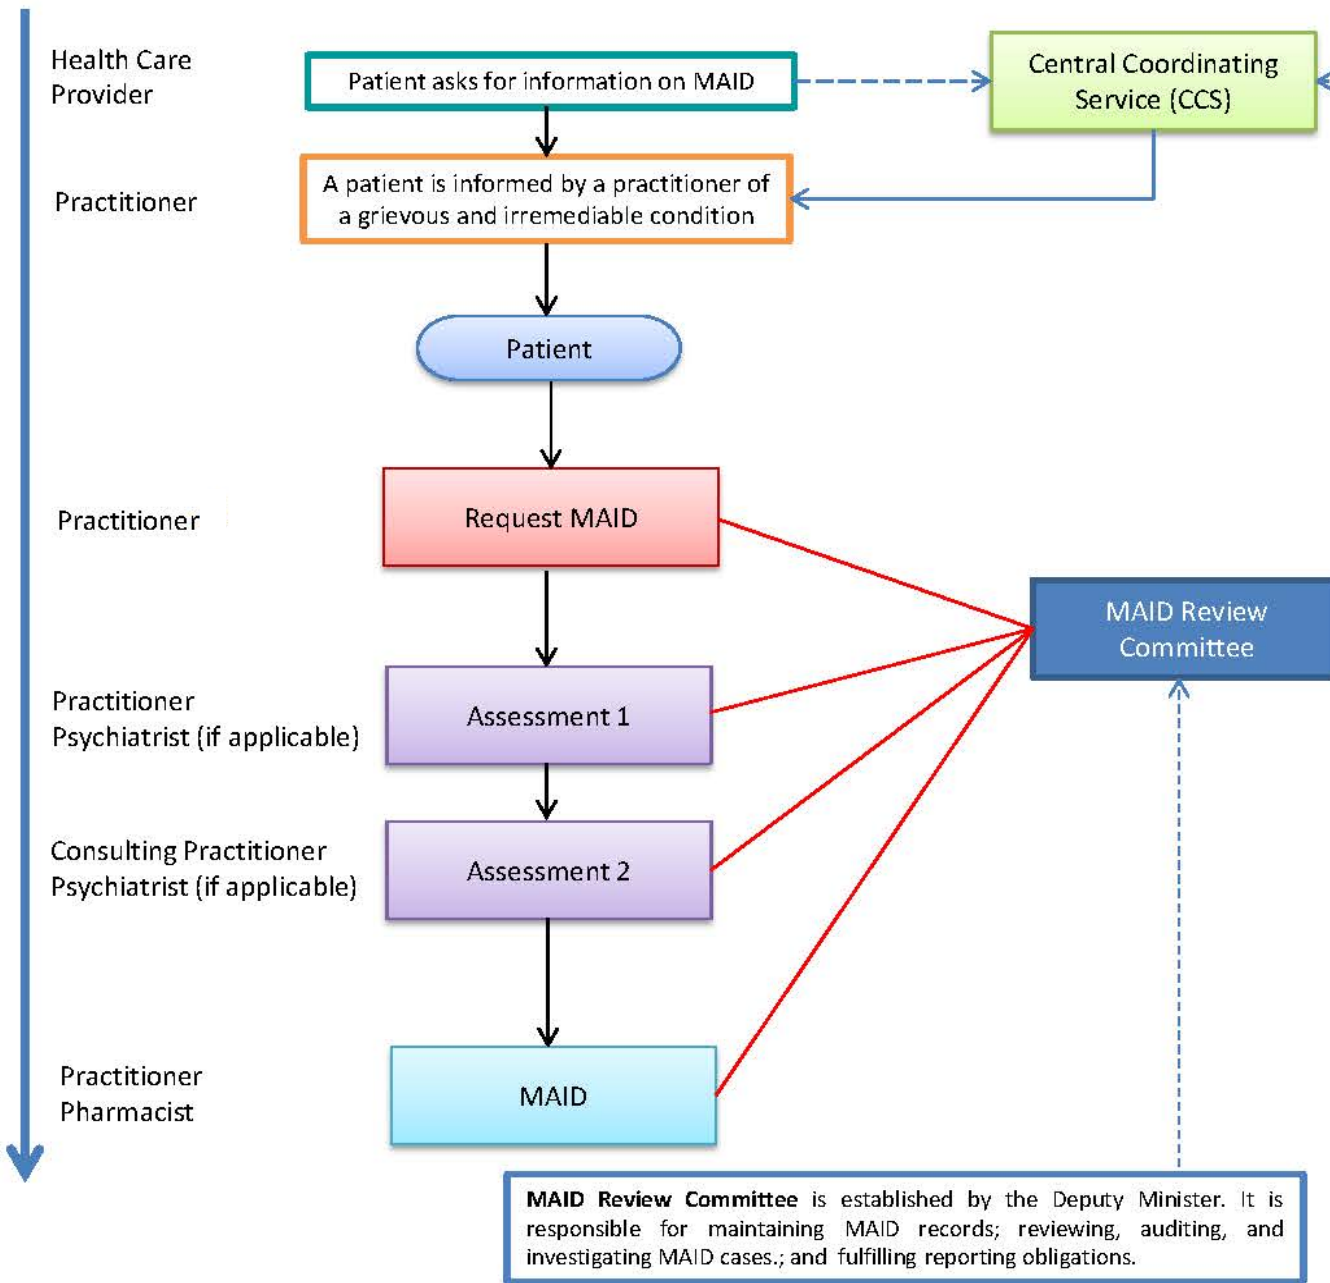 Health Care
Provider
Patient asks for information on MAID
Central Coordinating
Service (CCS)
Practitioner
A patient is informed by a practitioner of
a grievous and irremediable condition
Patient
Practitioner
Request MAID
MAID Review
Committee
Practitioner
Psychiatrist (if applicable)
Assessment 1
Consulting Practitioner
Psychiatrist (if applicable)
Assessment 2
Practitioner
Pharmacist
MAID
MAID Review Committee is established by the Deputy Minister. It is
responsible for maintaining MAID records; reviewing, auditing, and
investigating MAID cases.; and fulfilling reporting obligations.